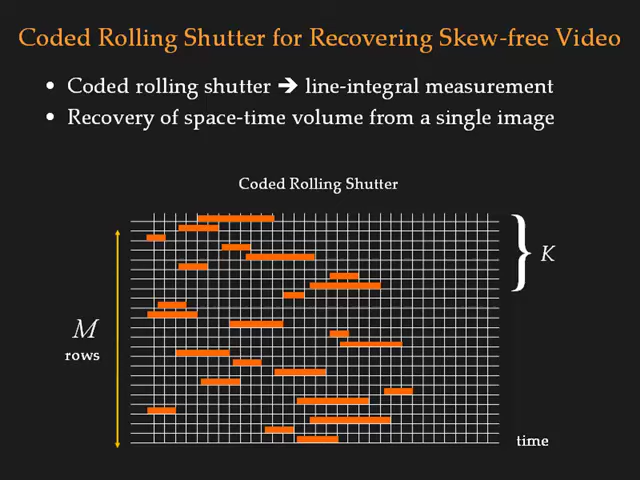 Coded Rolling Shutter for Recovering Skew-free Video
• Coded rolling shutter ➔ line-integral measurement
• Recovery of space-time volume from a single image
Coded Rolling Shutter
K
M
rows
time